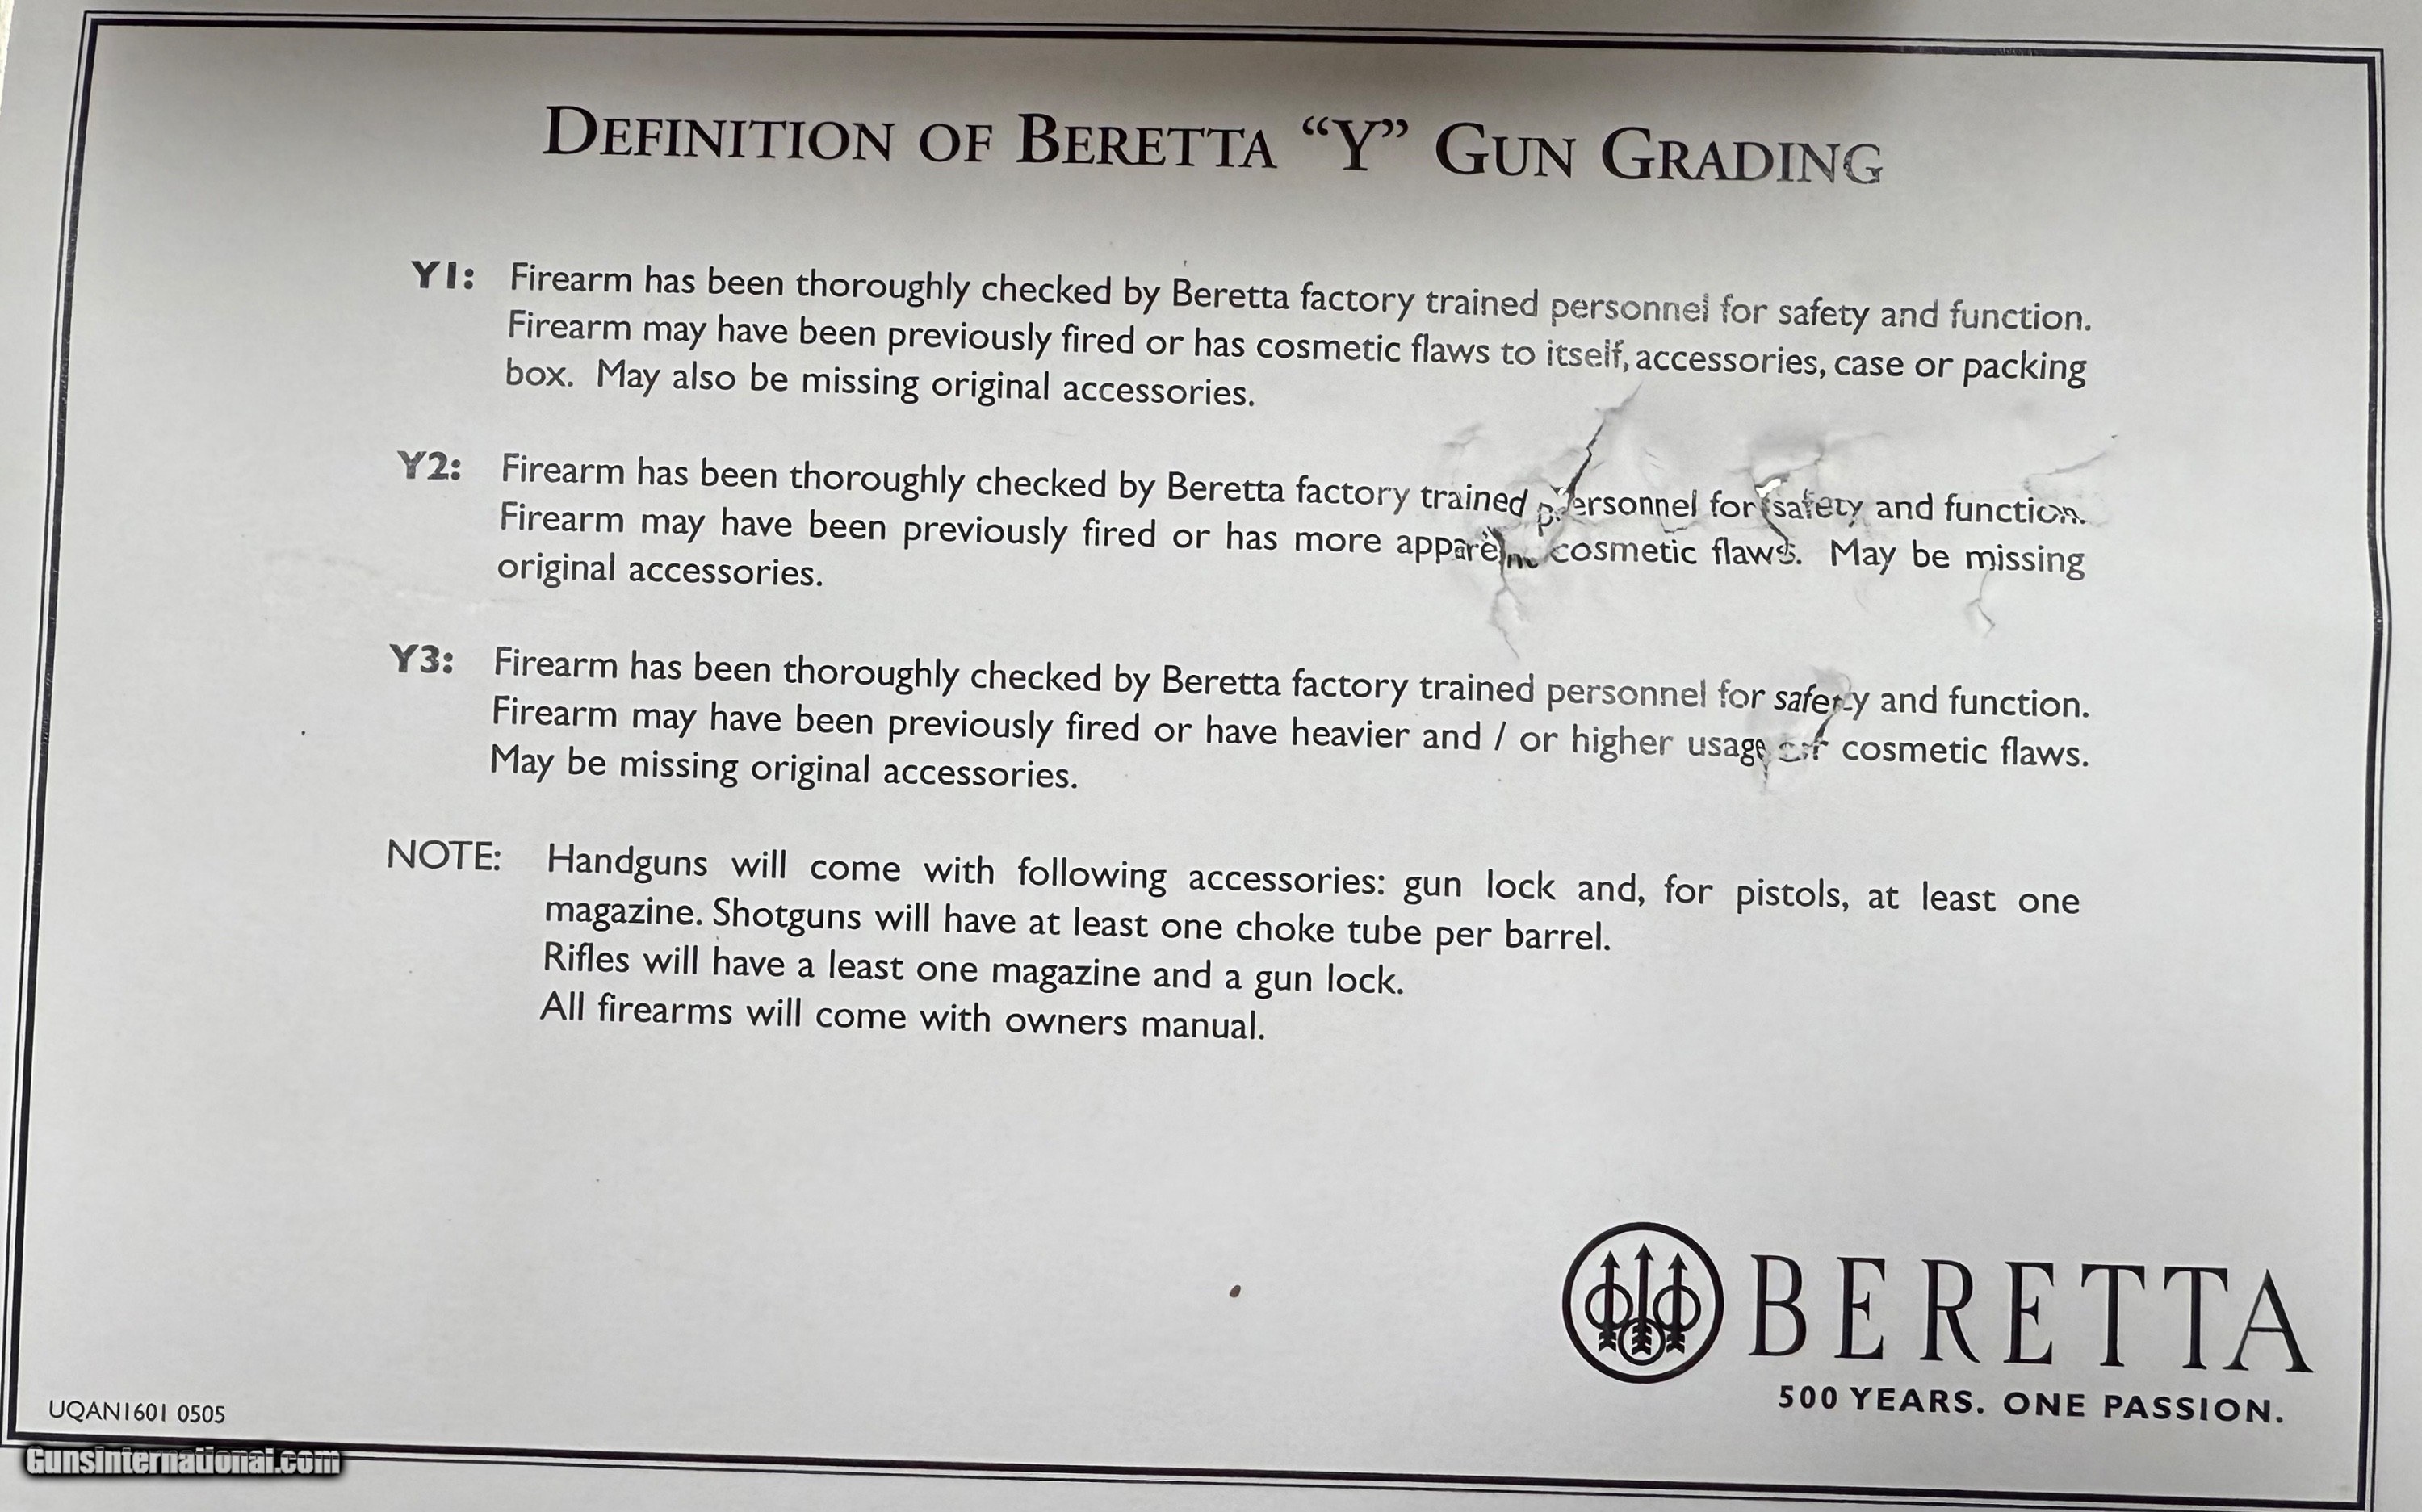 DEFINITION OF BERETTA “Y” GUN GRADING
Y1: Firearm has been thoroughly checked by Beretta factory trained personnel for safety and function.
Firearm may have been previously fired or has cosmetic flaws to itself, accessories, case or packing
box. May also be missing original accessories.
Y2: Firearm has been thoroughly checked by Beretta factory trained personnel for safety and function.
Firearm may have been previously fired or has more apparent cosmetic flaws. May be missing
original accessories.
Y3: Firearm has been thoroughly checked by Beretta factory trained personnel for safety and function.
Firearm may have been previously fired or have heavier and / or higher usage or cosmetic flaws.
May be missing original accessories.
NOTE: Handguns will come with following accessories: gun lock and, for pistols, at least one
magazine. Shotguns will have at least one choke tube per barrel.
Rifles will have a least one magazine and a gun lock.
All firearms will come with owners manual.
BERETTA
500 YEARS. ONE PASSION.
UQAN1601 0505
GunsInternational.com